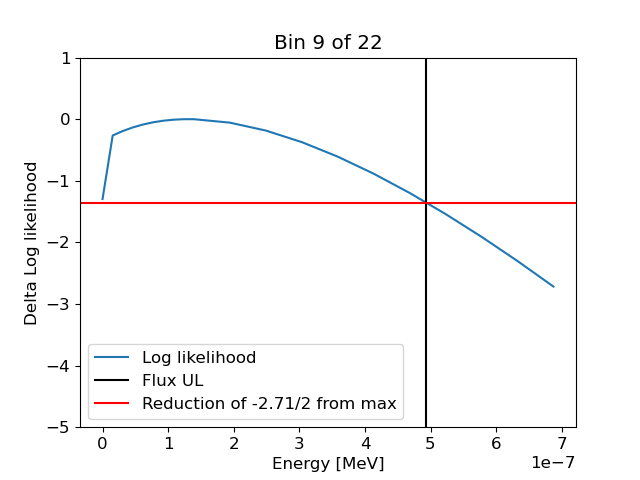 Bin 9 of 22
1
0
−1
−2
−3
−4
−5
Delta Log likelihood
Log likelihood
Flux UL
Reduction of -2.71/2 from max
0 1 2 3 4 5 6 7
Energy [MeV]
1e−7